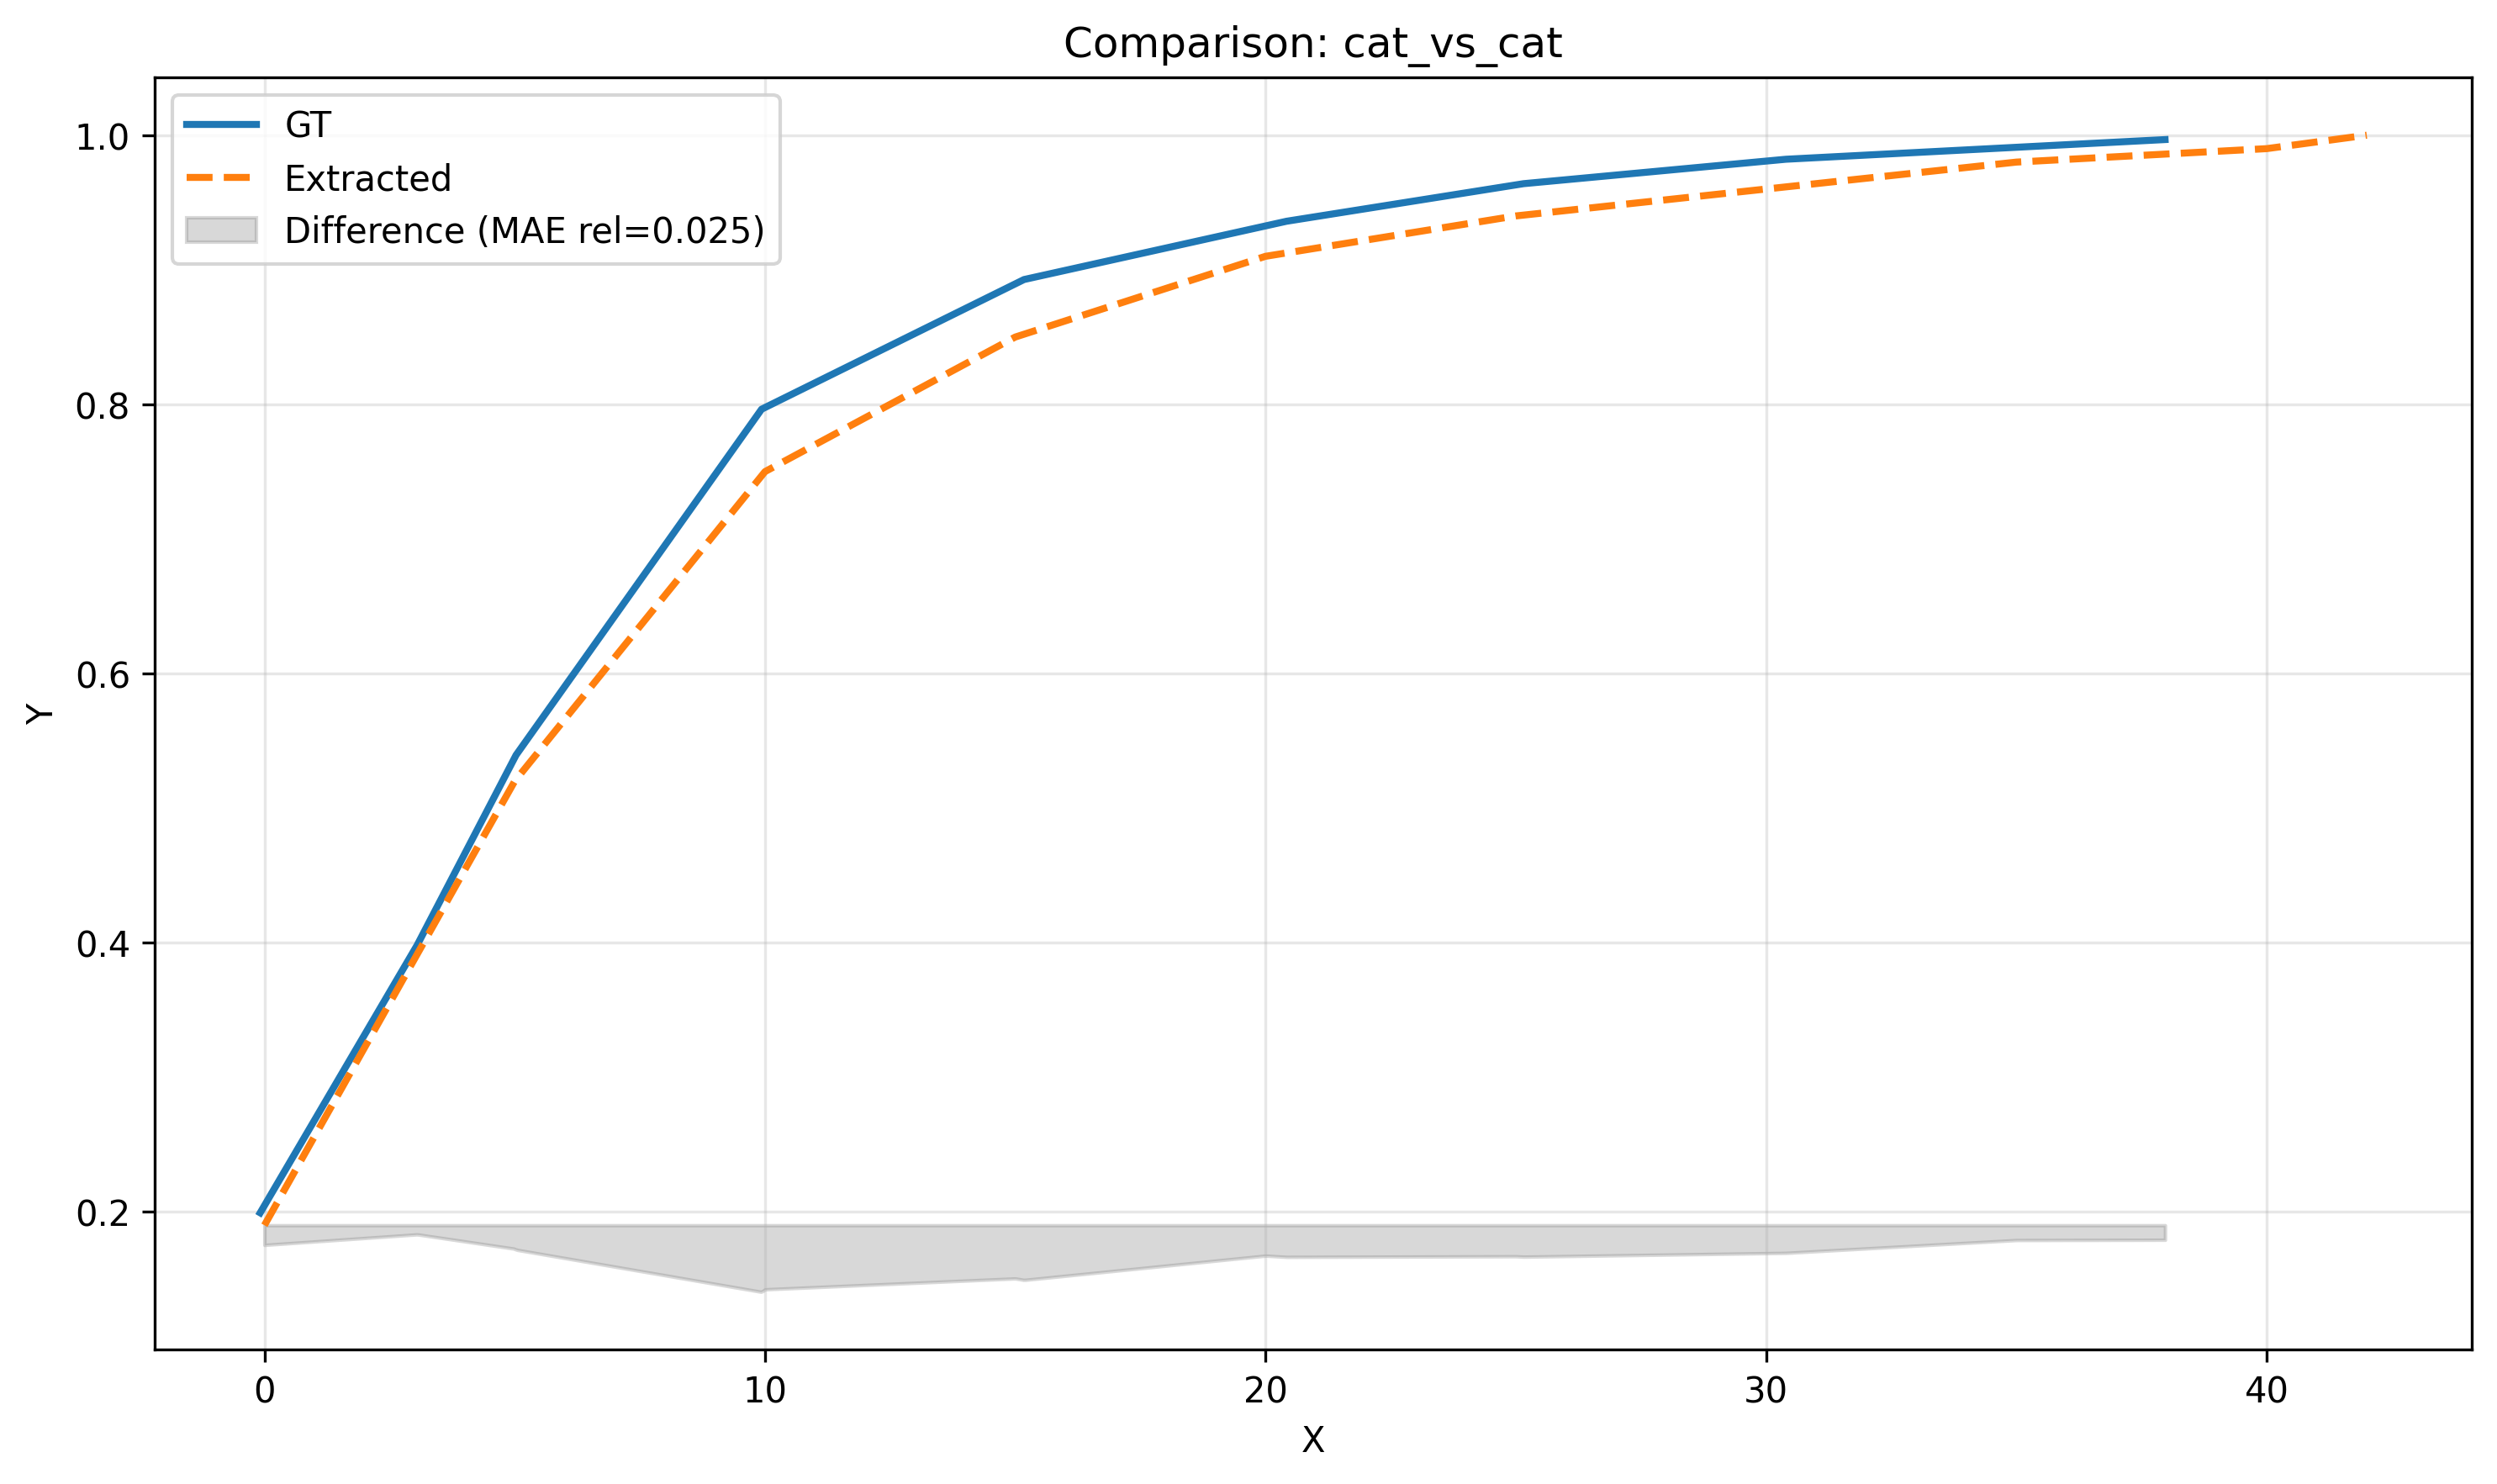 Comparison: cat_vs_cat
GT
Extracted
Difference (MAE rel=0.025)
1.0
0.8
0.6
0.4
0.2
Y
0 10 20 30 40
X